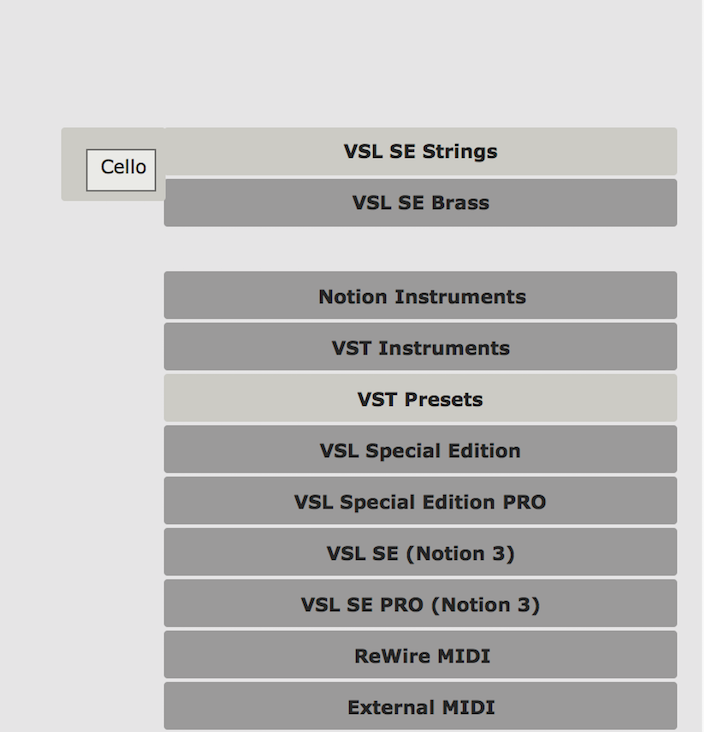 VSL SE Strings
Cello
VSL SE Brass
Notion Instruments
VST Instruments
VST Presets
VSL Special Edition
VSL Special Edition PRO
VSL SE (Notion 3)
VSL SE PRO (Notion 3)
ReWire MIDI
External MIDI